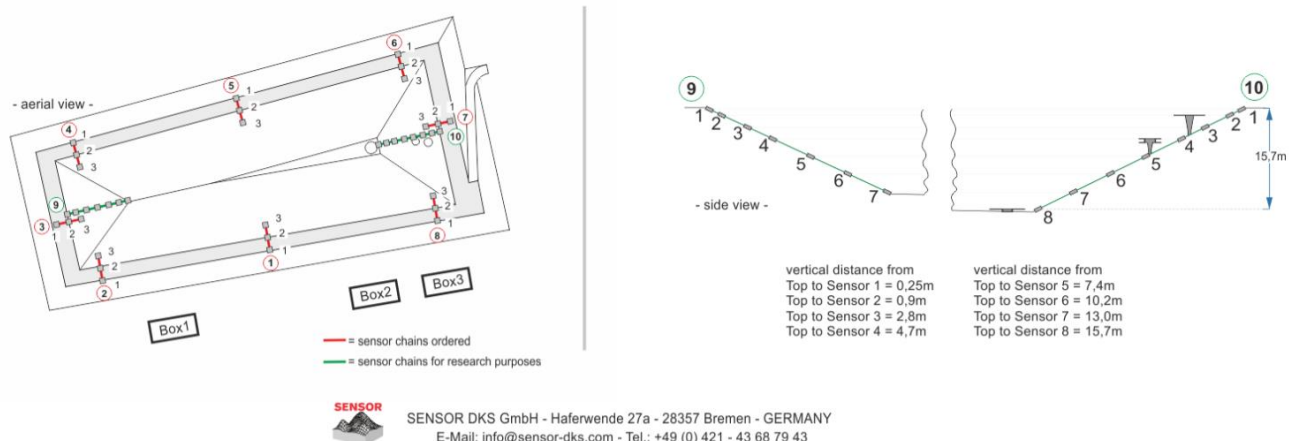 - aerial view -
4
1
2
3
5
1
2
3
6
1
2
3
3
2
1
7
10
9
3
1
2
3
2
3
2
1
3
2
1
1
3
2
1
8
Box1
Box2
Box3
= sensor chains ordered
= sensor chains for research purposes
9
1
2
3
4
5
6
7
- side view -
10
1
2
3
4
5
6
7
8
15,7m
vertical distance from
Top to Sensor 1 = 0,25m
Top to Sensor 2 = 0,9m
Top to Sensor 3 = 2,8m
Top to Sensor 4 = 4,7m
vertical distance from
Top to Sensor 5 = 7,4m
Top to Sensor 6 = 10,2m
Top to Sensor 7 = 13,0m
Top to Sensor 8 = 15,7m
SENSOR
SENSOR DKS GmbH - Haferwende 27a - 28357 Bremen - GERMANY
E-Mail: info@sensor-dks.com - Tel.: +49 (0) 421 - 43 68 79 43